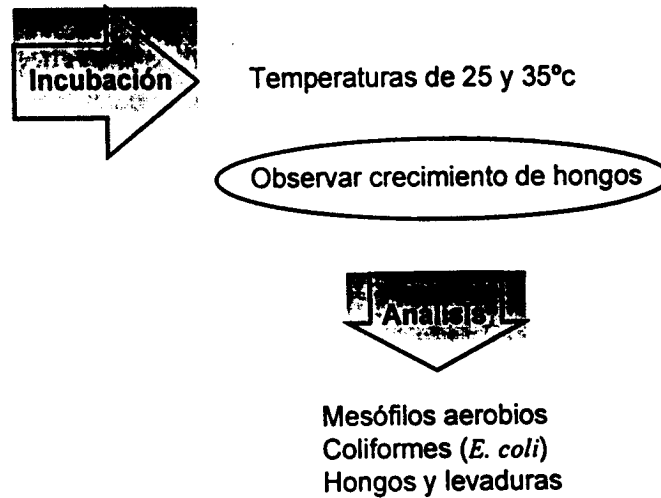 Incubación
Temperaturas de 25 y 35ºc
Observar crecimiento de hongos
Análisis
Mesófilos aerobios
Coliformes (E. coli)
Hongos y levaduras